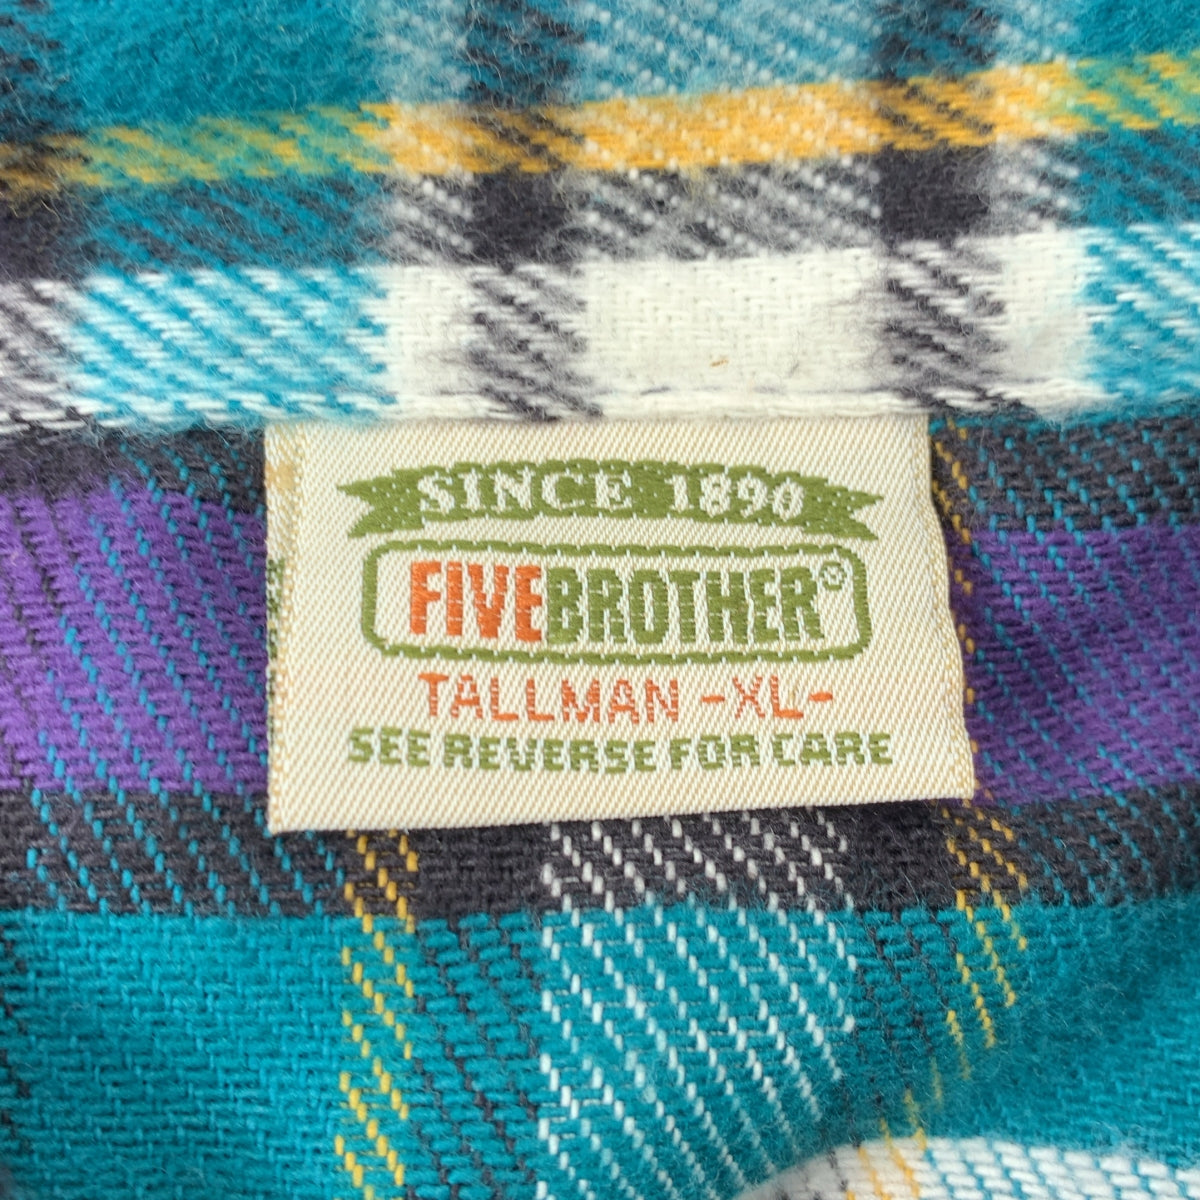 SINCE 1890
FIVEBROTHER®
TALLMAN -XL-
SEE REVERSE FOR CARE